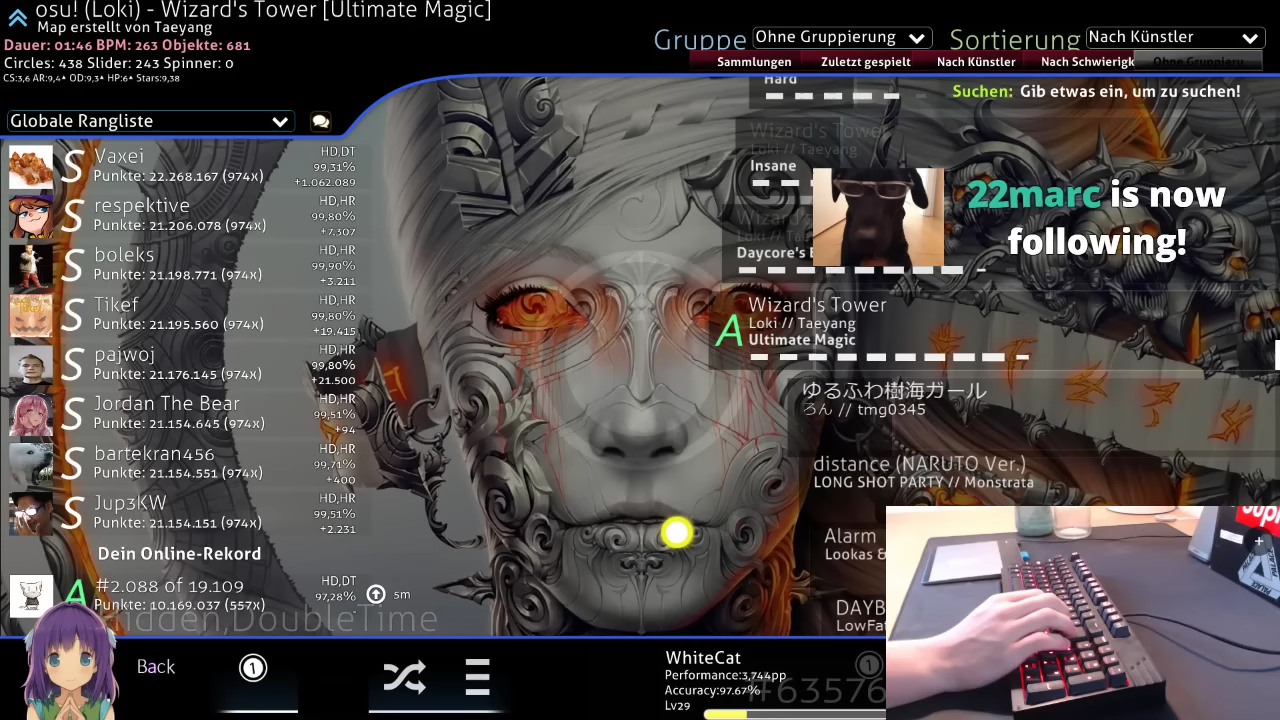 osu! (Loki) - Wizard's Tower [Ultimate Magic]
Map erstellt von Taeyang
Dauer: 01:46 BPM: 263 Objekte: 681
Circles: 438 Slider: 243 Spinner: 0
CS:3,6 AR:9,4▲ OD:9,3▲ HP:6▲ Stars:9,38
Gruppe Ohne Gruppierung
Sortierung Nach Künstler
Sammlungen Zuletzt gespielt Nach Künstler Nach Schwierigk Ohne Gruppieru
Suchen: Gib etwas ein, um zu suchen!
Globale Rangliste
S Vaxei HD,DT
Punkte: 22.268.167 (974x) 99,31%
+1.062.089
S respektive HD,HR
Punkte: 21.206.078 (974x) 99,80%
+7.307
S boleks HD,HR
Punkte: 21.198.771 (974x) 99,90%
+3.211
S Tikef HD,HR
Punkte: 21.195.560 (974x) 99,80%
+19.415
S pajwoj HD,HR
Punkte: 21.176.145 (974x) 99,80%
+21.500
S Jordan The Bear HD,HR
Punkte: 21.154.645 (974x) 99,51%
+94
S bartekran456 HD,HR
Punkte: 21.154.551 (974x) 99,71%
+400
S Jup3KW HD,HR
Punkte: 21.154.151 (974x) 99,51%
+2.231
Dein Online-Rekord
A #2.088 of 19.109 HD,DT
Punkte: 10.169.037 (557x) 97,28% 5m
Hidden,DoubleTime
Hard
Wizard's Tower
Loki // Taeyang
Insane
Wizard's
Loki // Tae
Daycore's
22marc is now
following!
A Wizard's Tower
Loki // Taeyang
Ultimate Magic
ゆるふわ樹海ガール
ろん // tmg0345
distance (NARUTO Ver.)
LONG SHOT PARTY // Monstrata
Alarm
Lookas &
DAYB
LowFa
Back
1
WhiteCat
Performance:3,744pp
Accuracy:97.67%
Lv29
1
#63576